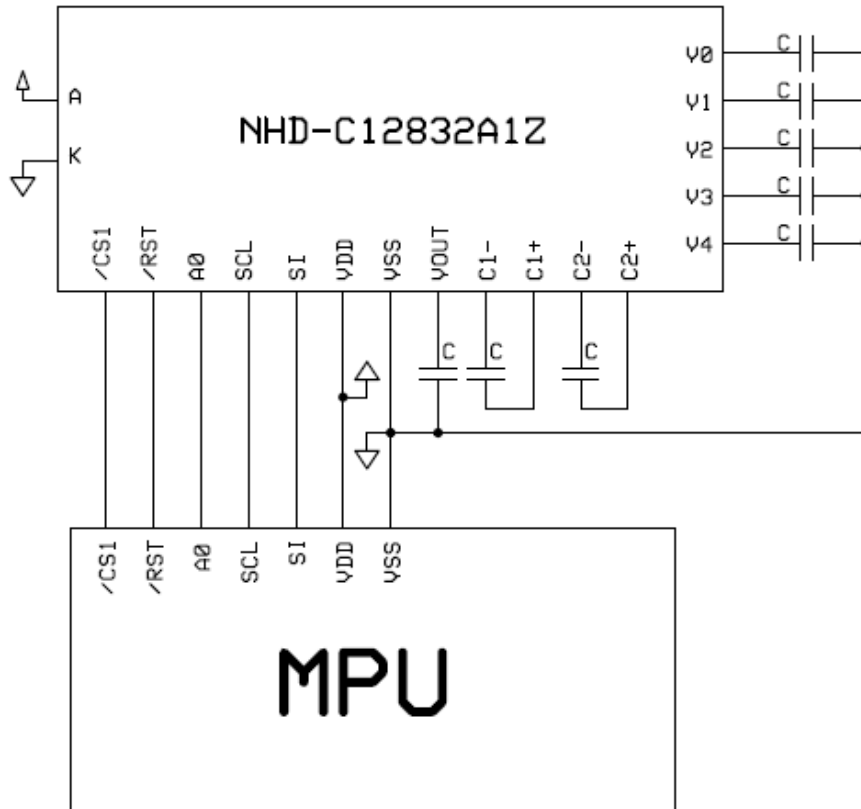 V0 C
A V1 C
NHD-C12832A1Z
K V2 C
V3 C
V4 C
/CS1 /RST A0 SCL SI VDD VSS VOUT C1- C1+ C2- C2+
C C C
/CS1 /RST A0 SCL SI VDD VSS
MPU